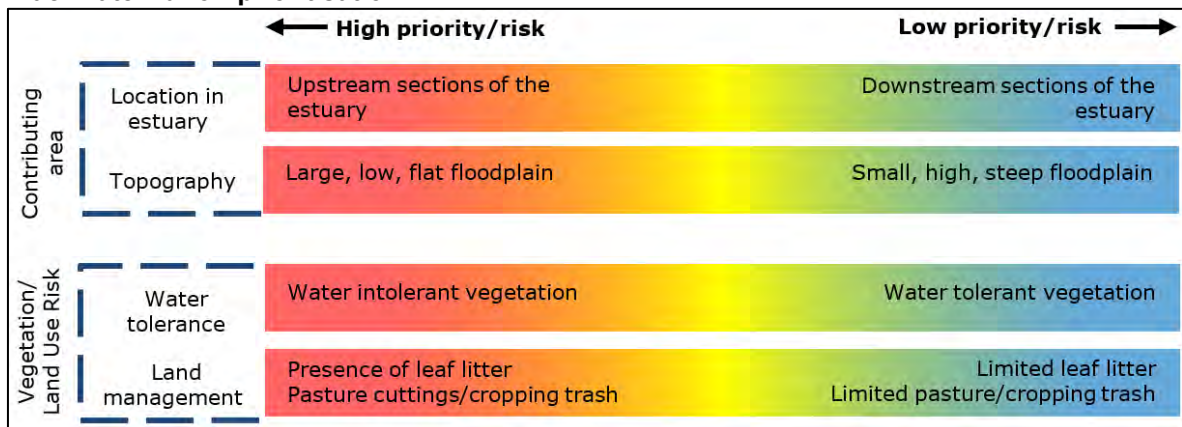 High priority/risk
Low priority/risk
Contributing
area
Location in
estuary
Upstream sections of the
estuary
Downstream sections of the
estuary
Topography
Large, low, flat floodplain
Small, high, steep floodplain
Vegetation/
Land Use Risk
Water
tolerance
Water intolerant vegetation
Water tolerant vegetation
Land
management
Presence of leaf litter
Pasture cuttings/cropping trash
Limited leaf litter
Limited pasture/cropping trash